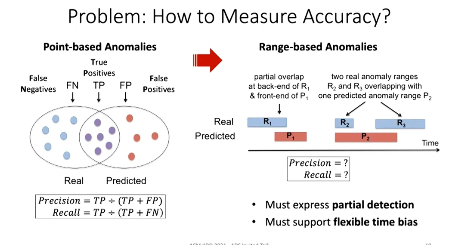 Problem: How to Measure Accuracy?
Point-based Anomalies
False
Negatives
FN
True
Positives
TP
FP
False
Positives
Real
Predicted
Precision = TP ÷ (TP + FP)
Recall = TP ÷ (TP + FN)
Range-based Anomalies
partial overlap
at back-end of R1
& front-end of P1
two real anomaly ranges
R2 and R3 overlapping with
one predicted anomaly range P2
Real
R1
R2
R3
Predicted
P1
P2
Time
Precision = ?
Recall = ?
• Must express partial detection
• Must support flexible time bias